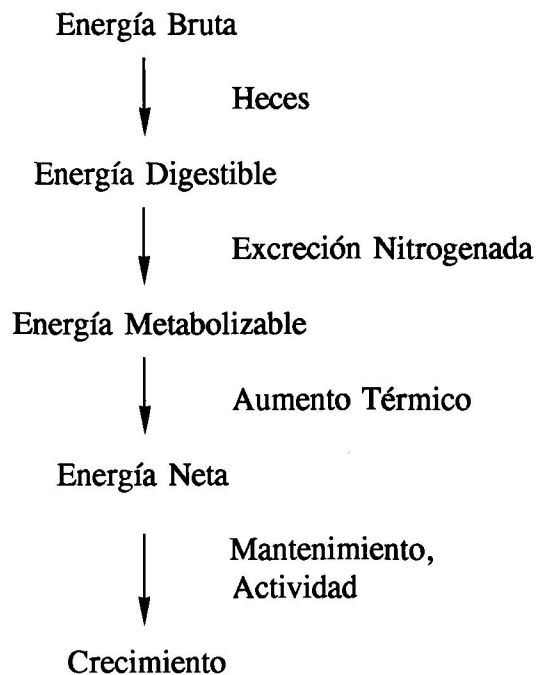 Energía Bruta
Heces
Energía Digestible
Excreción Nitrogenada
Energía Metabolizable
Aumento Térmico
Energía Neta
Mantenimiento,
Actividad
Crecimiento